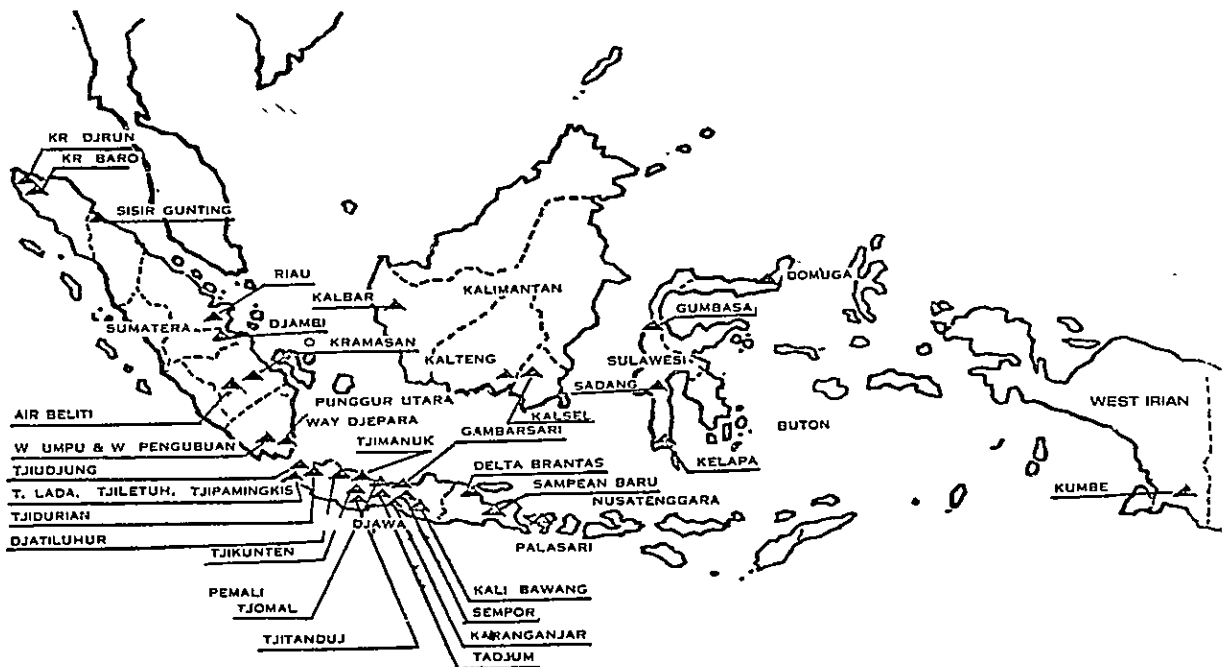 KR DJRUN
KR BARO
SISIR GUNTING
RIAU
KALBAR
KALIMANTAN
DOMUGA
GUMBASA
SUMATERA
DJAMBI
KRAMASAN
KALTENG
SULAWESI
SADANG
PUNGGUR UTARA
WEST IRIAN
AIR BELITI
WAY DJEPARA
KALSEL
BUTON
GAMBARSARI
W UMPU & W PENGUBUAN
TJIMANUK
KELAPA
TJIUDJUNG
DELTA BRANTAS
SAMPEAN BARU
KUMBE
T. LADA, TJILETUH, TJIPAMINGKIS
NUSATENGGARA
TJIDURIAN
DJAWA
DJATILUHUR
TJIKUNTEN
PALASARI
PEMALI
TJOMAL
KALI BAWANG
SEMPOR
TJITANDUJ
KARANGANJAR
TADJUM